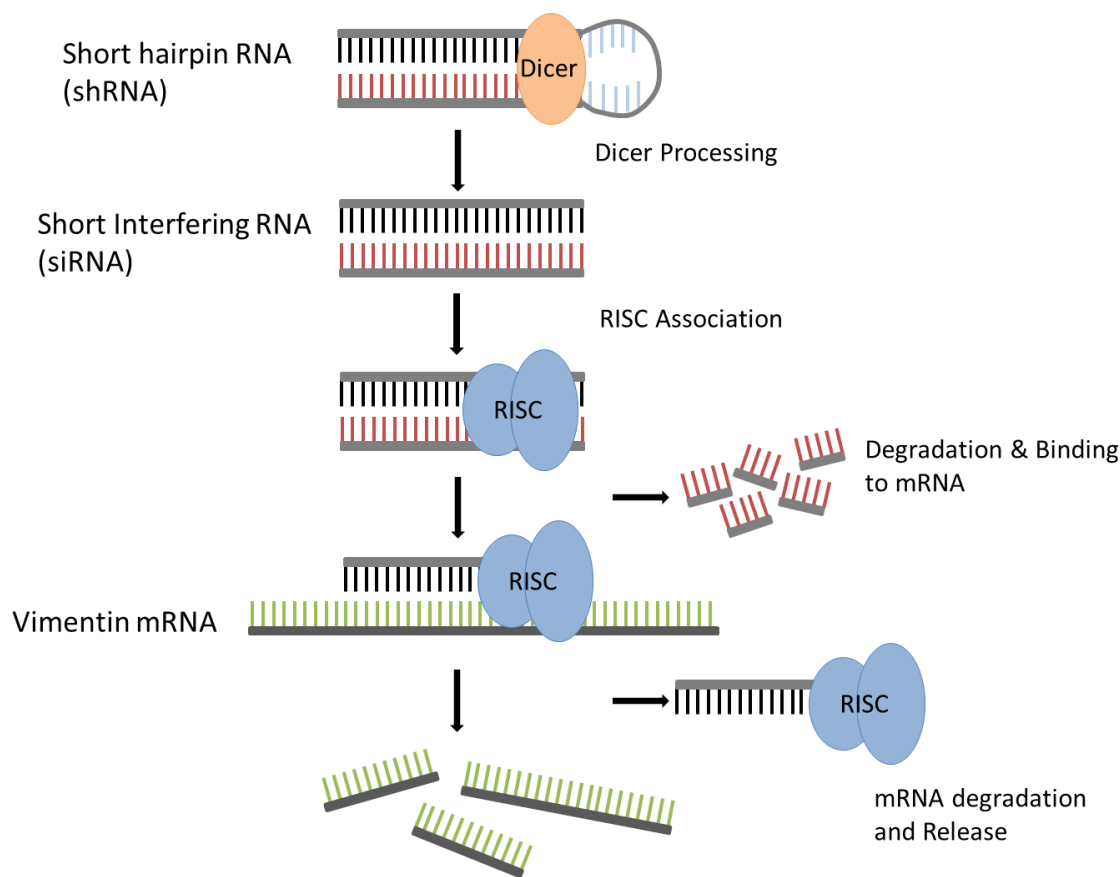 Short hairpin RNA
(shRNA)
Dicer
Dicer Processing
Short Interfering RNA
(siRNA)
RISC Association
RISC
Degradation & Binding
to mRNA
RISC
Vimentin mRNA
RISC
mRNA degradation
and Release